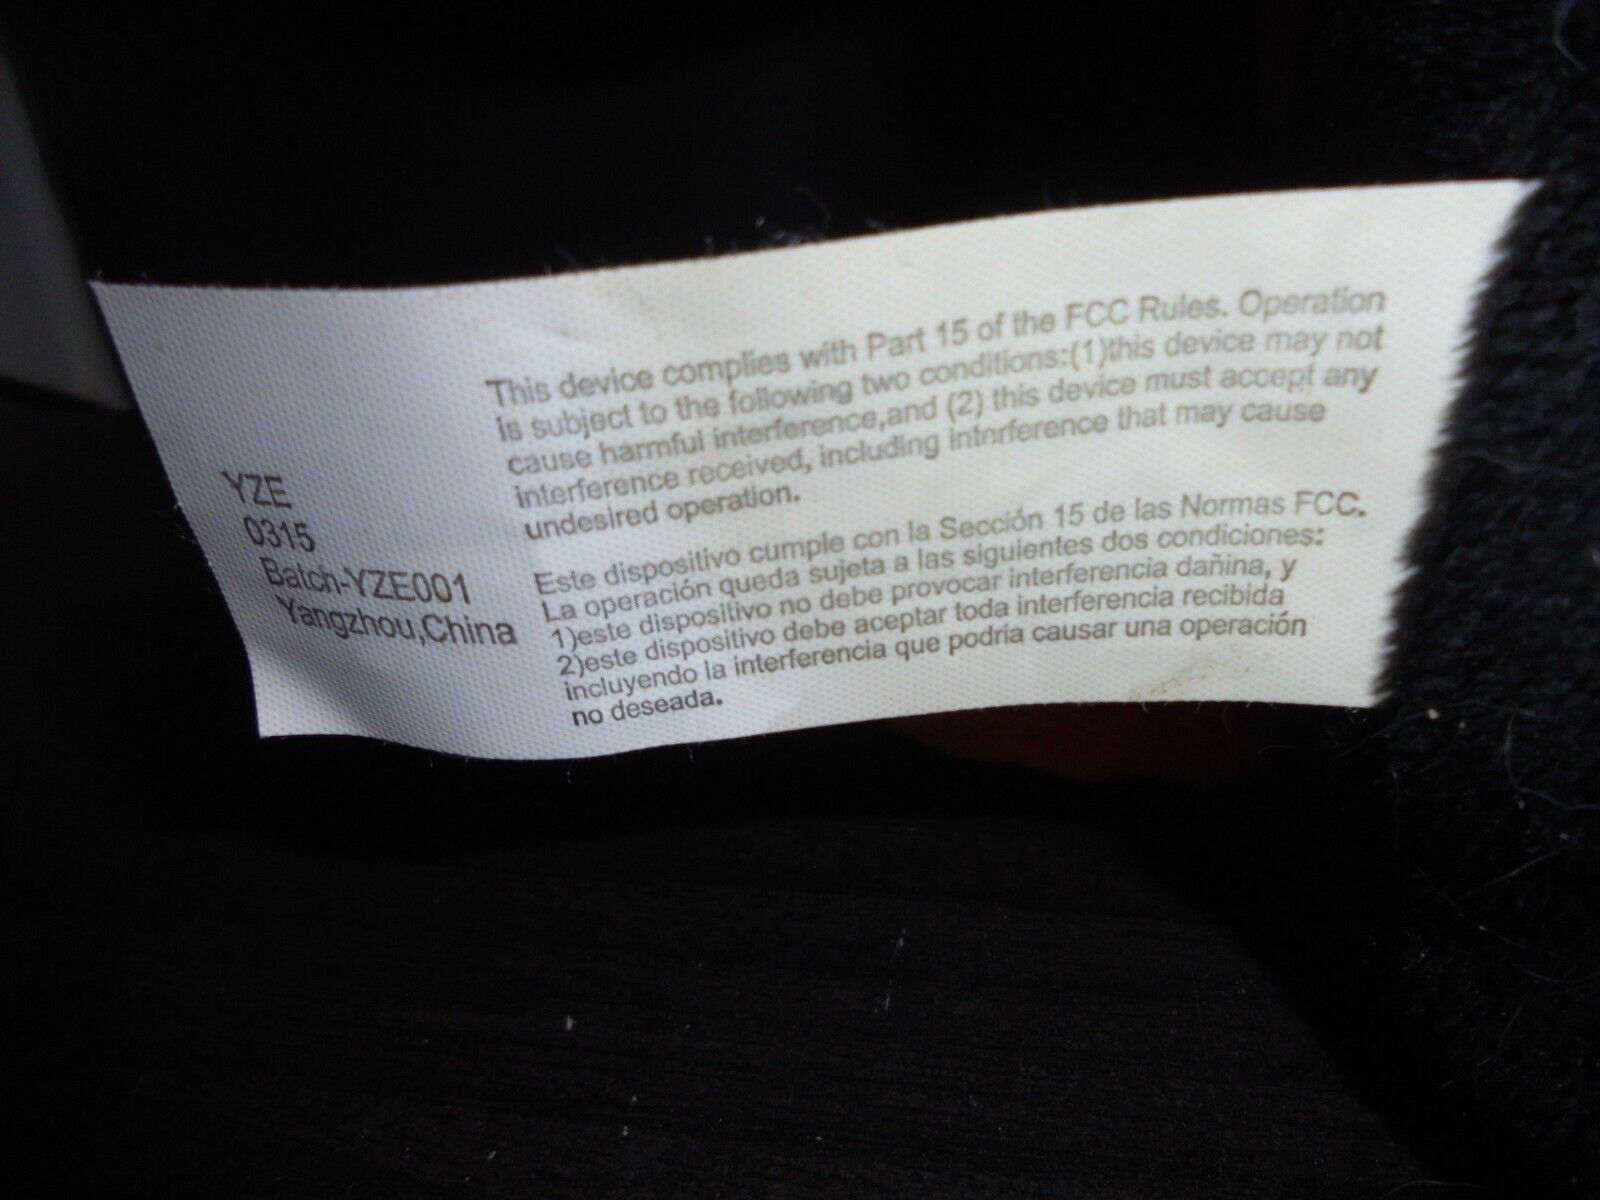 YZE
0315
Batch-YZE001
Yangzhou,China
This device complies with Part 15 of the FCC Rules. Operation
is subject to the following two conditions:(1)this device may not
cause harmful interference,and (2) this device must accept any
interference received, including interference that may cause
undesired operation.
Este dispositivo cumple con la Sección 15 de las Normas FCC.
La operación queda sujeta a las siguientes dos condiciones:
1)este dispositivo no debe provocar interferencia dañina, y
2)este dispositivo debe aceptar toda interferencia recibida
incluyendo la interferencia que podría causar una operación
no deseada.